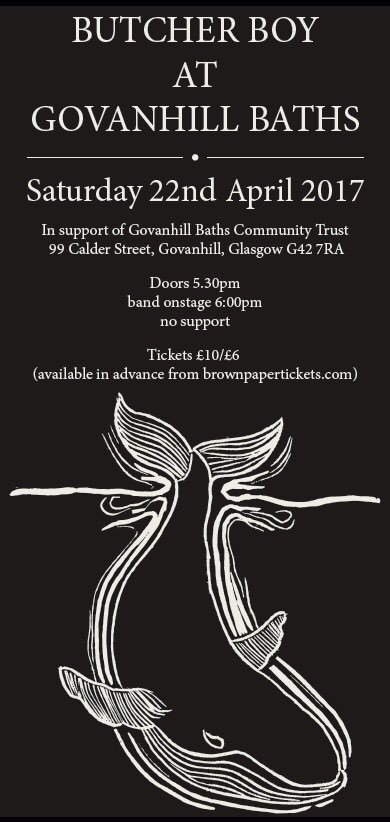 BUTCHER BOY
AT
GOVANHILL BATHS
Saturday 22nd April 2017
In support of Govanhill Baths Community Trust
99 Calder Street, Govanhill, Glasgow G42 7RA
Doors 5.30pm
band onstage 6:00pm
no support
Tickets £10/£6
(available in advance from brownpapertickets.com)